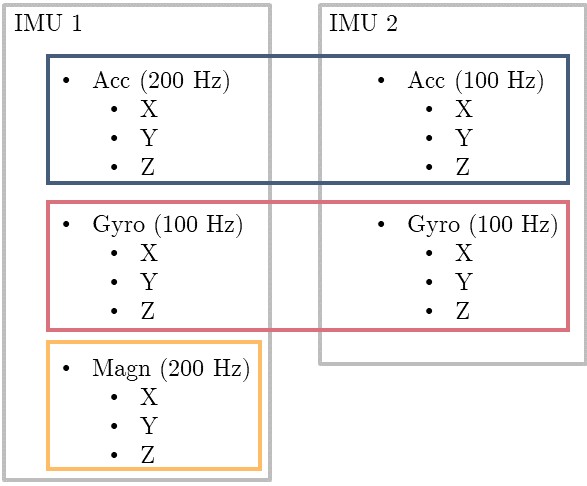 IMU 1
• Acc (200 Hz)
• X
• Y
• Z
• Gyro (100 Hz)
• X
• Y
• Z
• Magn (200 Hz)
• X
• Y
• Z
IMU 2
• Acc (100 Hz)
• X
• Y
• Z
• Gyro (100 Hz)
• X
• Y
• Z